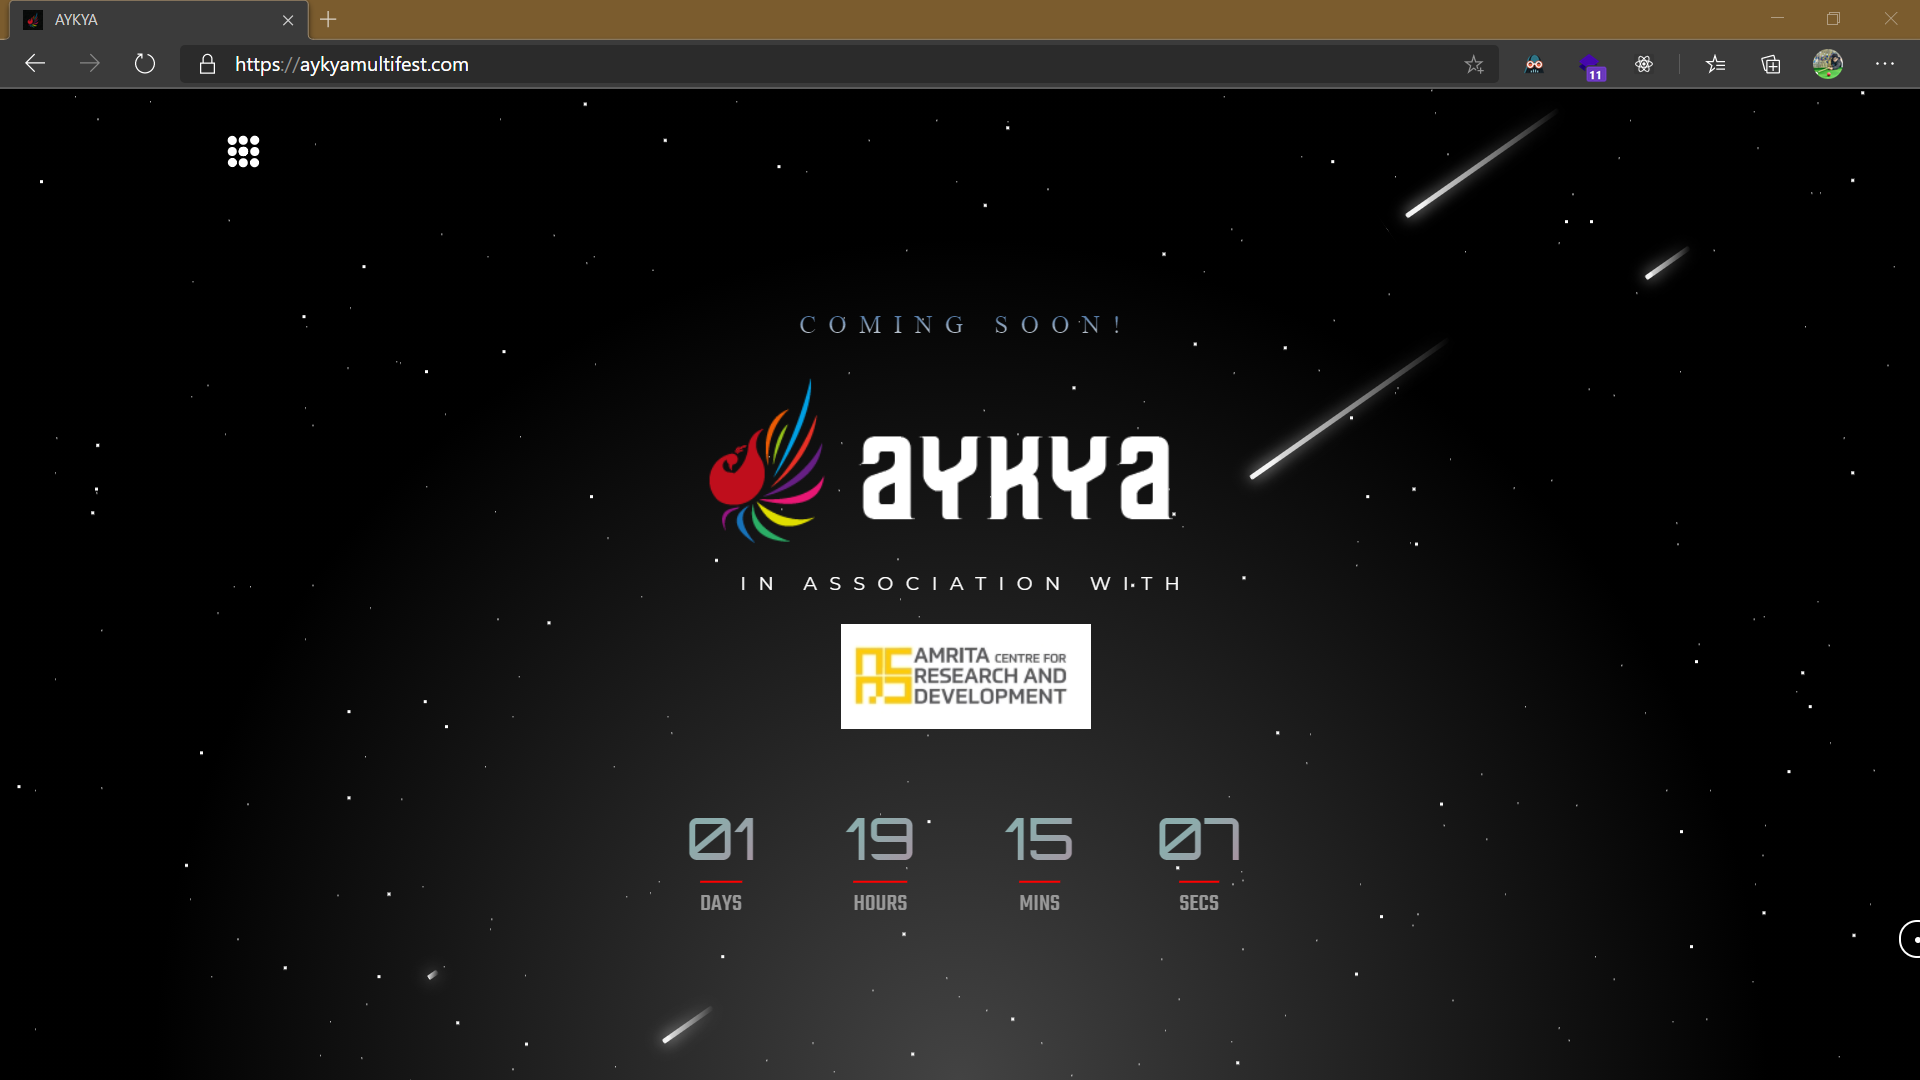 AYKYA
https://aykyamultifest.com
11
COMING SOON!
aYKYa
IN ASSOCIATION WITH
AMRITA CENTRE FOR
RESEARCH AND
DEVELOPMENT
01 19 15 07
DAYS HOURS MINS SECS